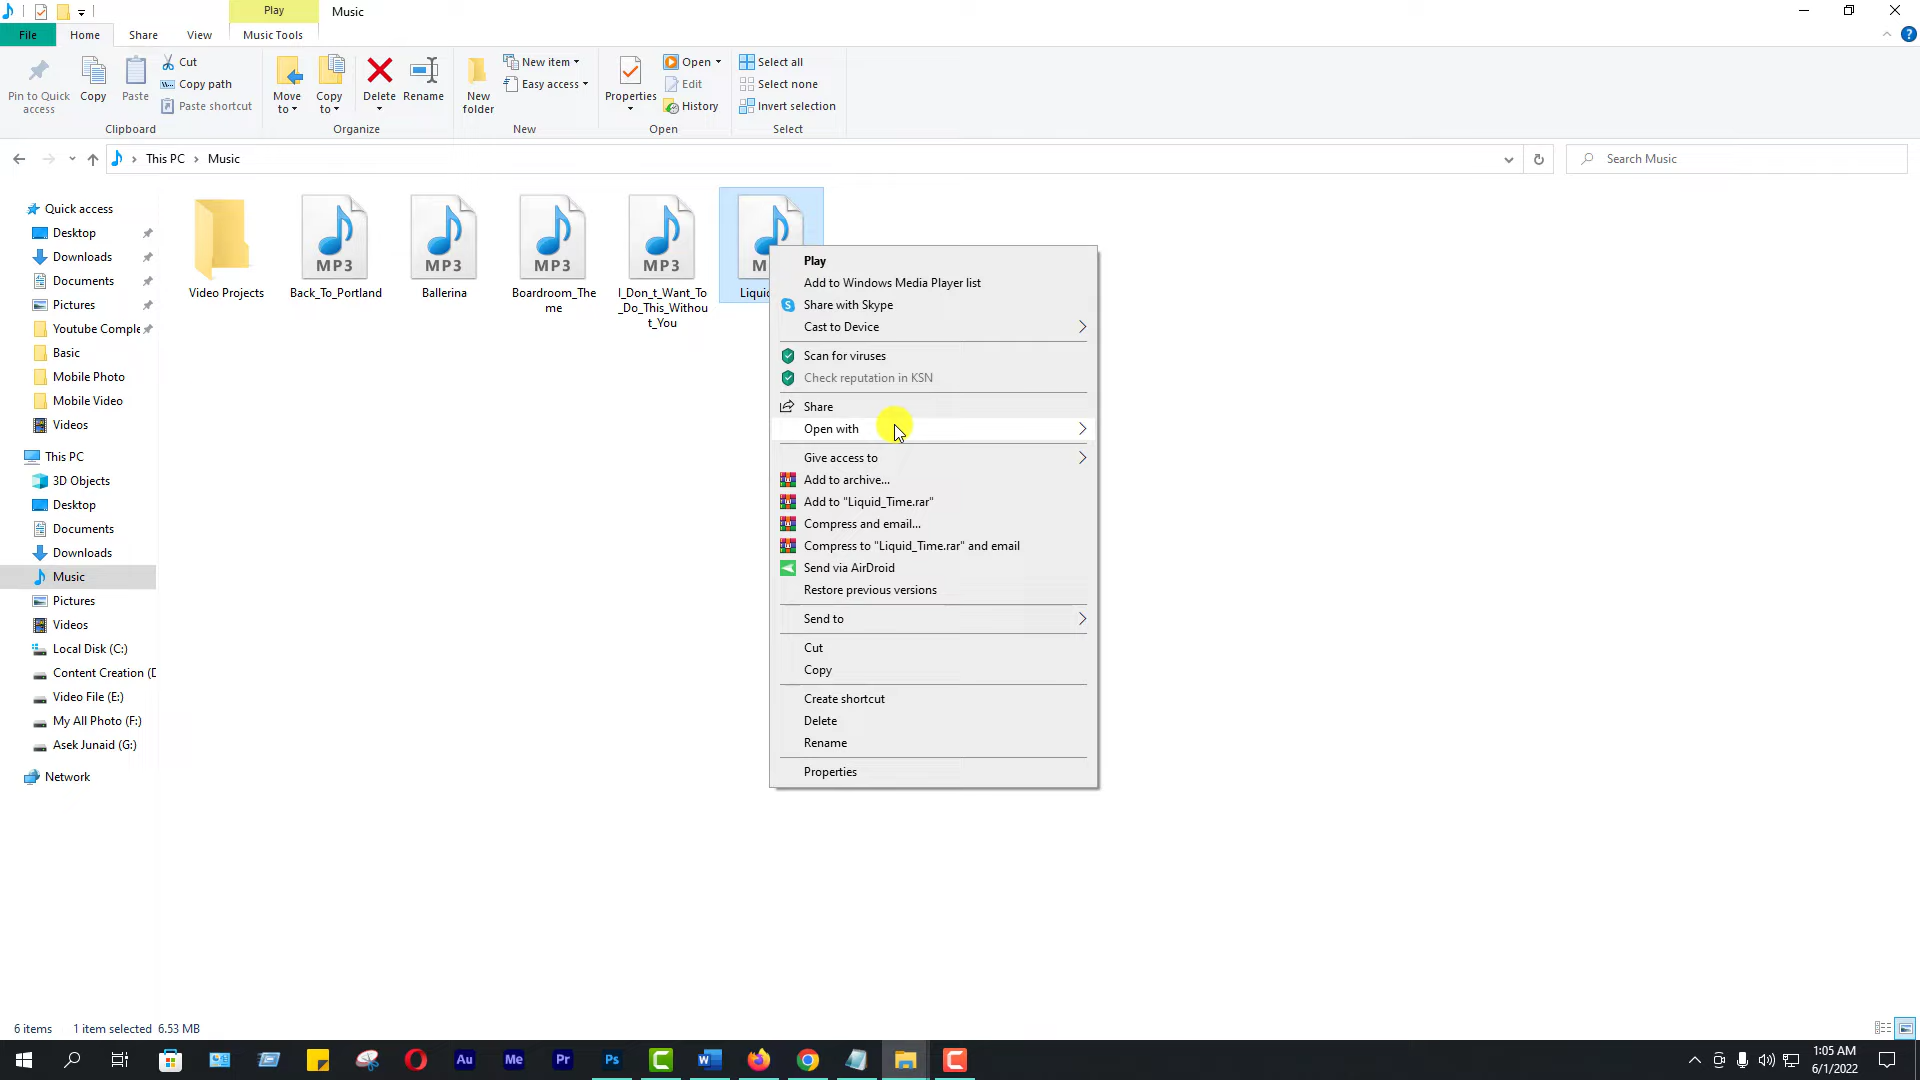 Play
Music
File
Home
Share
View
Music Tools
Pin to Quick access
Copy
Paste
Cut
Copy path
Paste shortcut
Clipboard
Move to
Copy to
Delete
Rename
Organize
New folder
New item
Easy access
New
Properties
Open
Edit
History
Open
Select all
Select none
Invert selection
Select
This PC
Music
Search Music
Quick access
Desktop
Downloads
Documents
Pictures
Youtube Comple
Basic
Mobile Photo
Mobile Video
Videos
This PC
3D Objects
Desktop
Documents
Downloads
Music
Pictures
Videos
Local Disk (C:)
Content Creation (D
Video File (E:)
My All Photo (F:)
Asek Junaid (G:)
Network
Video Projects
MP3
Back_To_Portland
MP3
Ballerina
MP3
Boardroom_The
me
MP3
I_Don_t_Want_To
_Do_This_Withou
t_You
Play
Add to Windows Media Player list
Share with Skype
Cast to Device
Scan for viruses
Check reputation in KSN
Share
Open with
Give access to
Add to archive...
Add to "Liquid_Time.rar"
Compress and email...
Compress to "Liquid_Time.rar" and email
Send via AirDroid
Restore previous versions
Send to
Cut
Copy
Create shortcut
Delete
Rename
Properties
6 items
1 item selected 6.53 MB
Au
Me
Pr
Ps
1:05 AM
6/1/2022